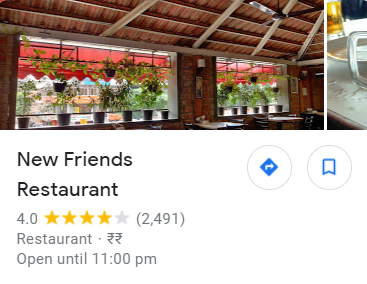 New Friends
Restaurant
4.0 (2,491)
Restaurant · ₹₹
Open until 11:00 pm